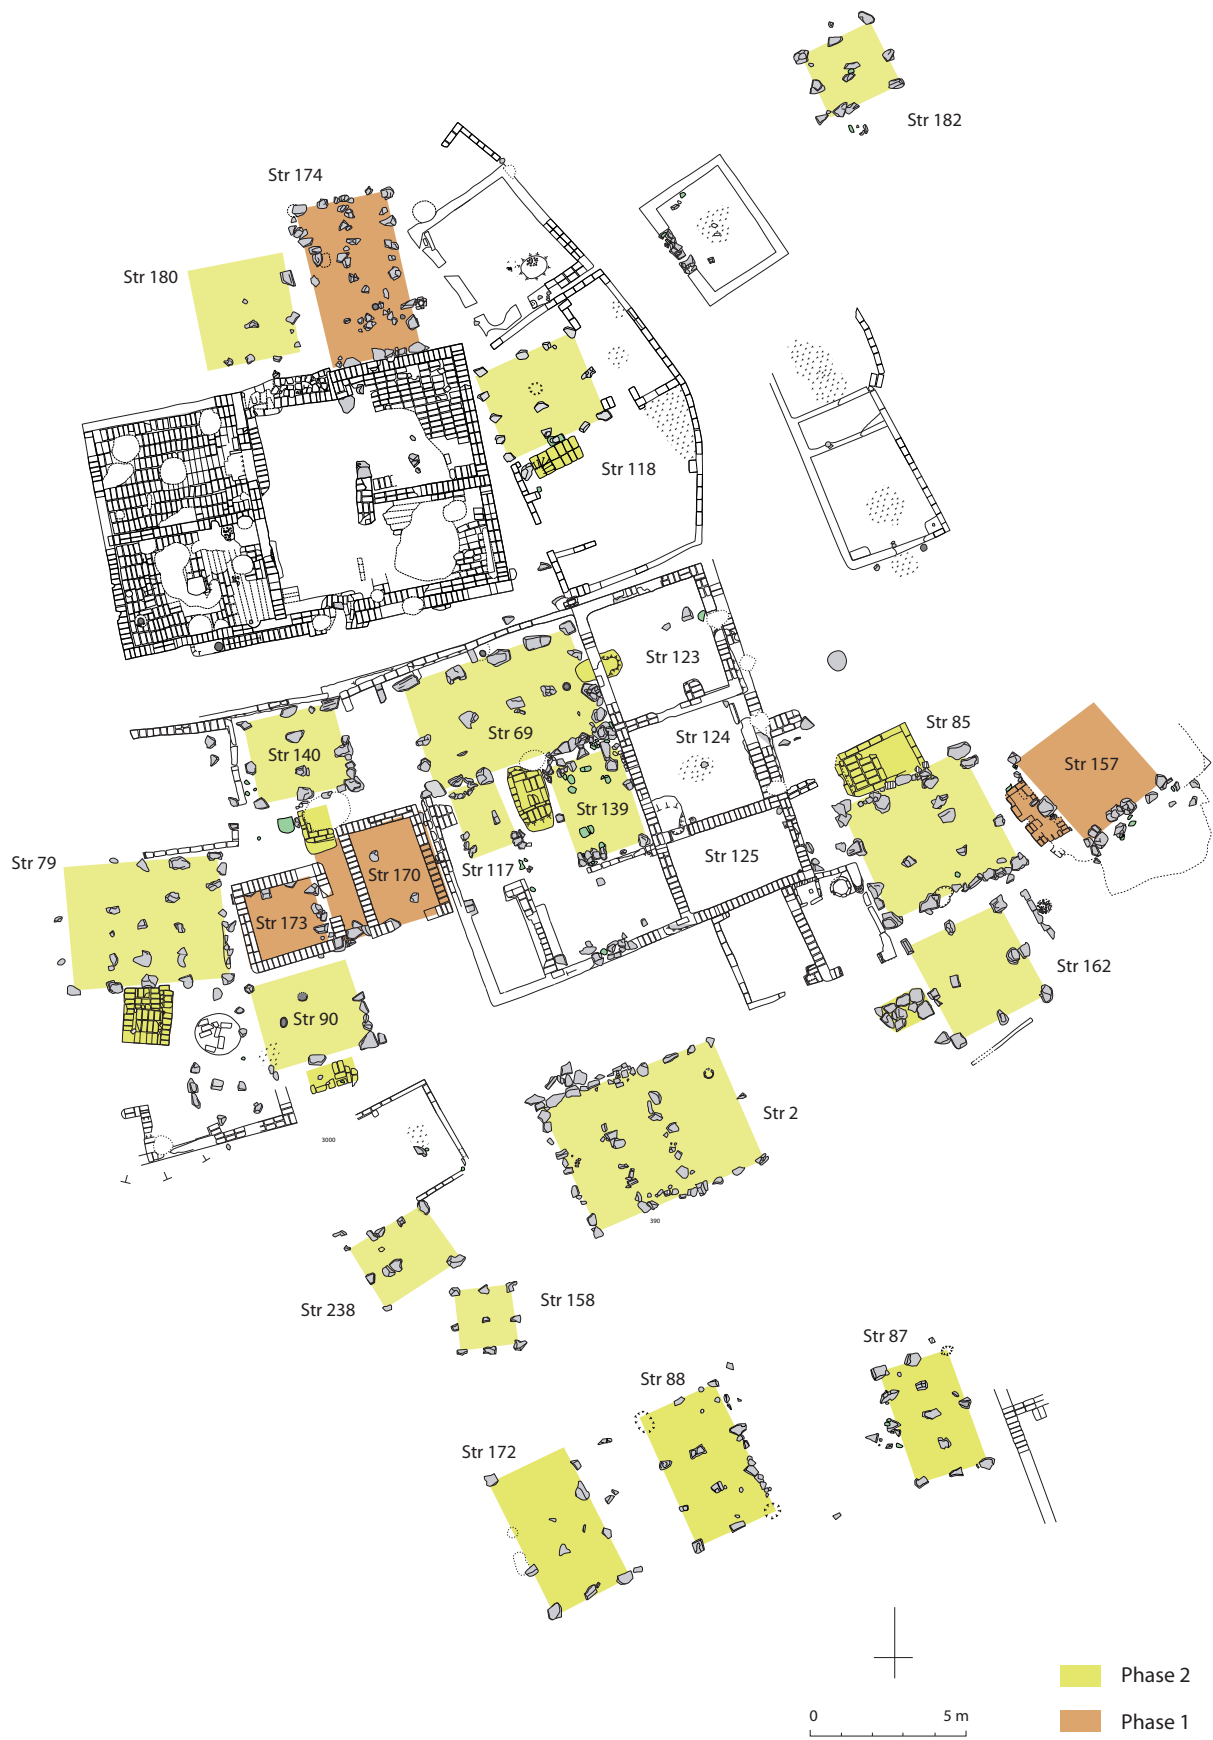 Str 182
Str 174
Str 180
Str 118
Str 123
Str 85
Str 69
Str 124
Str 140
Str 157
Str 139
Str 79
Str 117
Str 125
Str 170
Str 173
Str 162
Str 90
Str 2
3000
390
Str 238
Str 158
Str 87
Str 88
Str 172
Phase 2
0 5 m
Phase 1